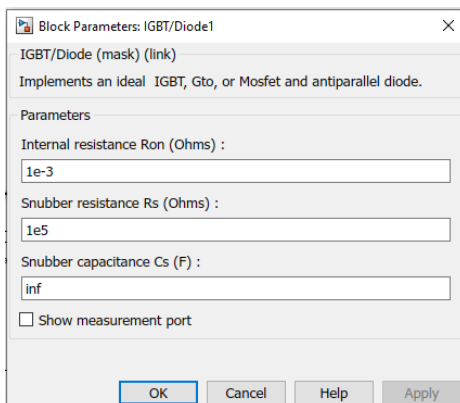 Block Parameters: IGBT/Diode1
IGBT/Diode (mask) (link)
Implements an ideal IGBT, Gto, or Mosfet and antiparallel diode.
Parameters
Internal resistance Ron (Ohms) :
1e-3
Snubber resistance Rs (Ohms) :
1e5
Snubber capacitance Cs (F) :
inf
Show measurement port
OK Cancel Help Apply